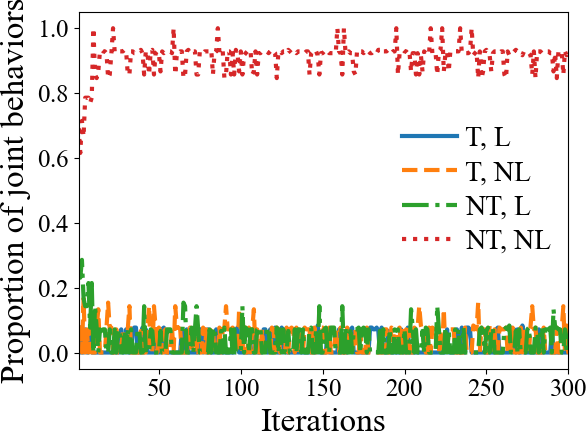 Proportion of joint behaviors
1.0
0.8
0.6
0.4
0.2
0.0
T, L
T, NL
NT, L
NT, NL
50
100
150
200
250
300
Iterations